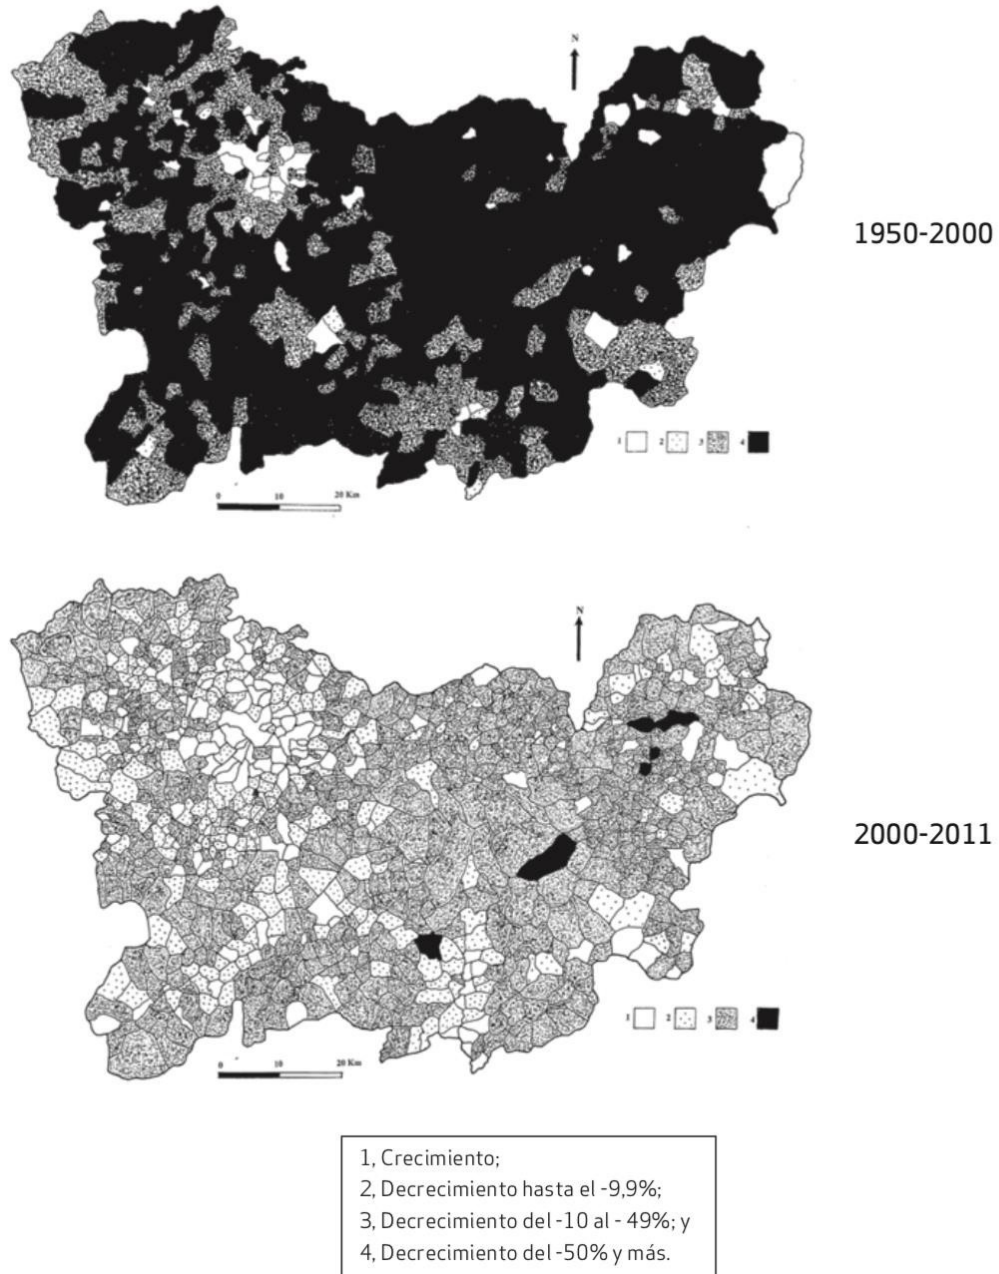 N
1950-2000
1 2 3 4
0 10 20 Km
N
2000-2011
1 2 3 4
0 10 20 Km
1, Crecimiento;
2, Decrecimiento hasta el -9,9%;
3, Decrecimiento del -10 al - 49%; y
4, Decrecimiento del -50% y más.